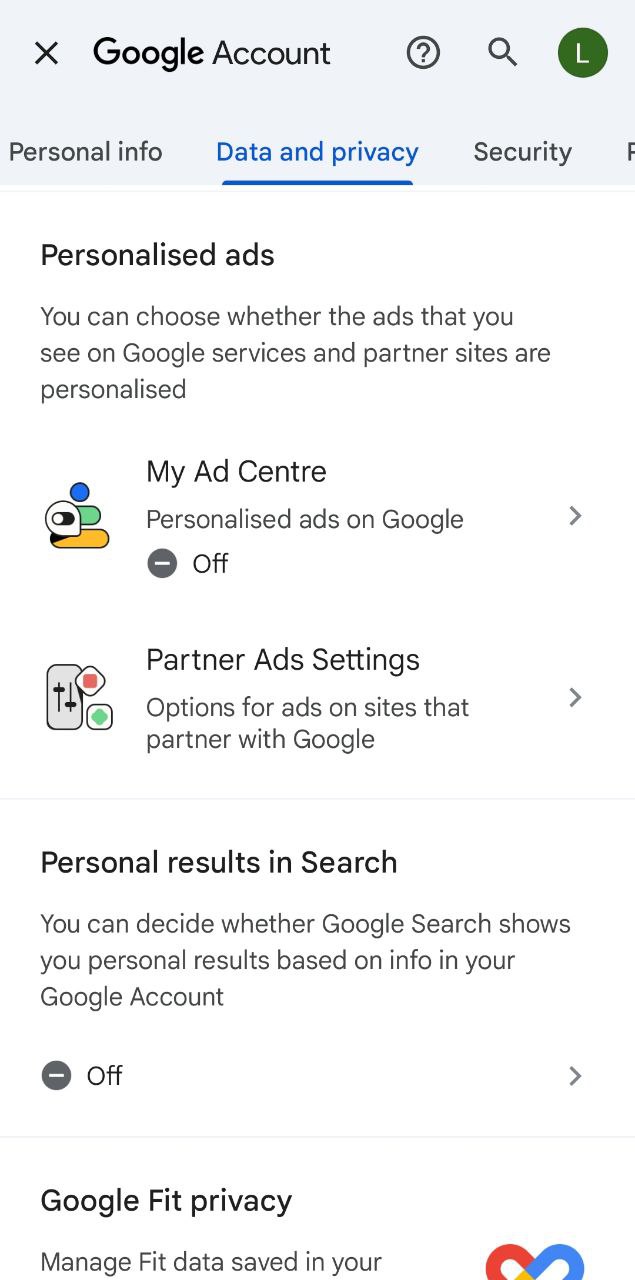 Google Account
L
Personal info
Data and privacy
Security
Personalised ads
You can choose whether the ads that you
see on Google services and partner sites are
personalised
My Ad Centre
Personalised ads on Google
Off
Partner Ads Settings
Options for ads on sites that
partner with Google
Personal results in Search
You can decide whether Google Search shows
you personal results based on info in your
Google Account
Off
Google Fit privacy
Manage Fit data saved in your